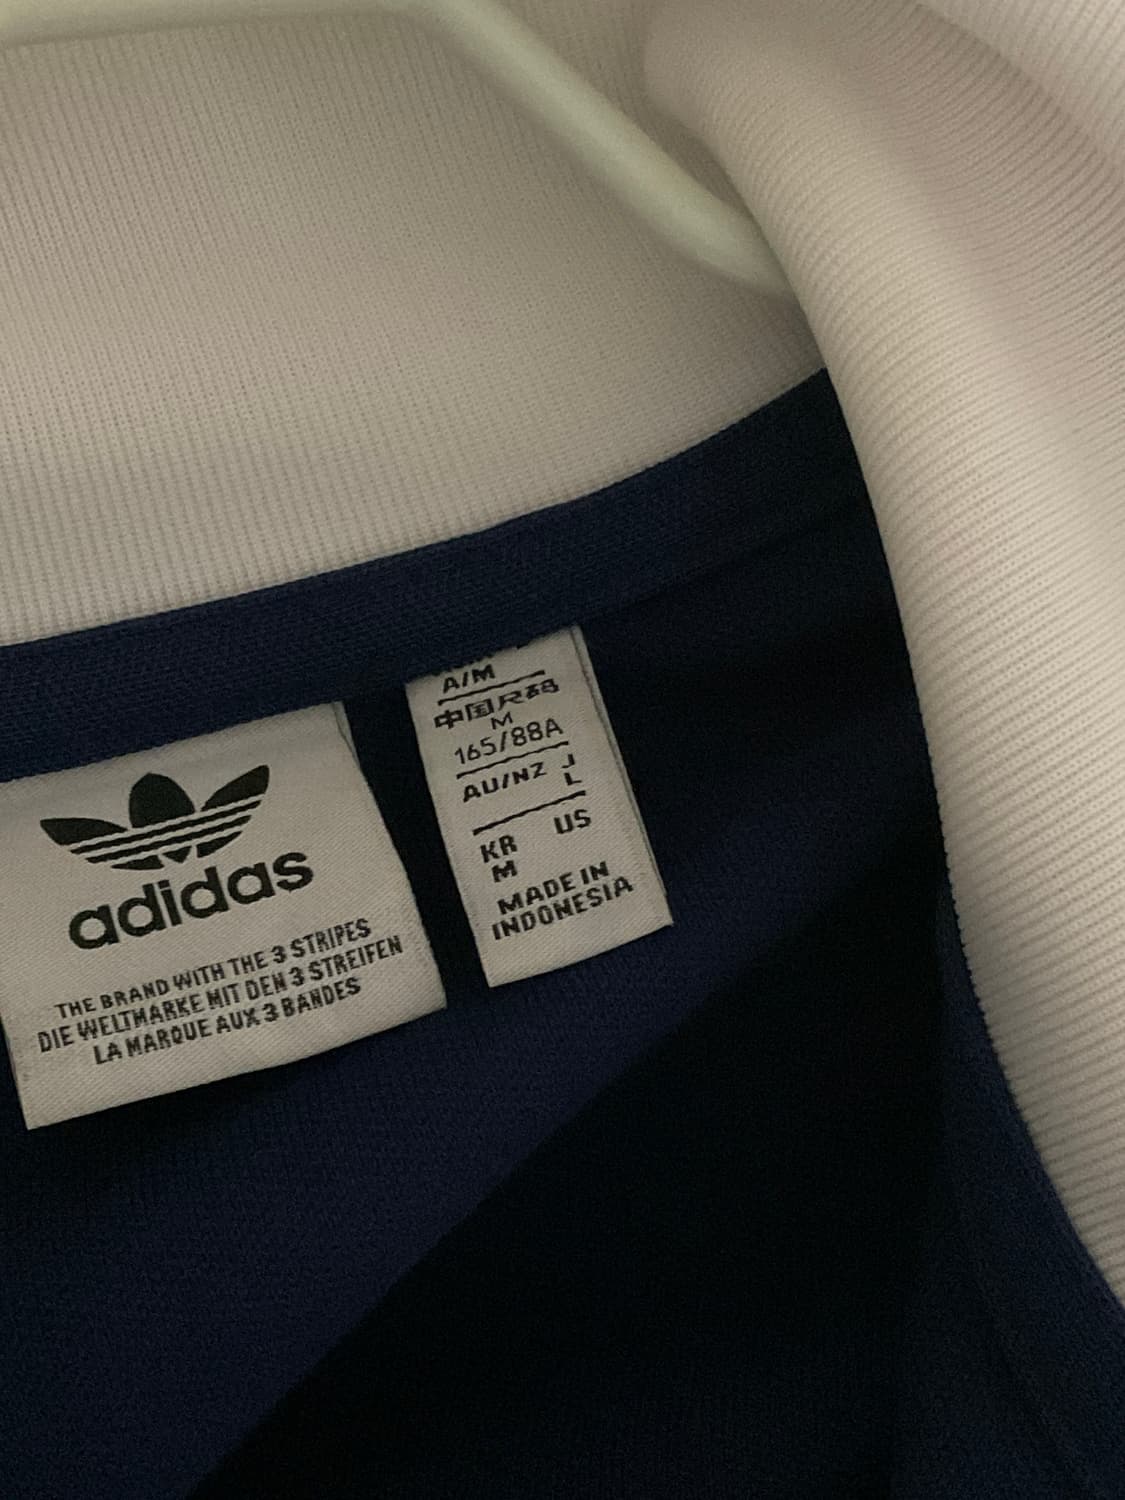 adidas
THE BRAND WITH THE 3 STRIPES
DIE WELTMARKE MIT DEN 3 STREIFEN
LA MARQUE AUX 3 BANDES
A/M
中国尺码
M
165/88A
AU/NZ J
L
KR US
M
MADE IN
INDONESIA